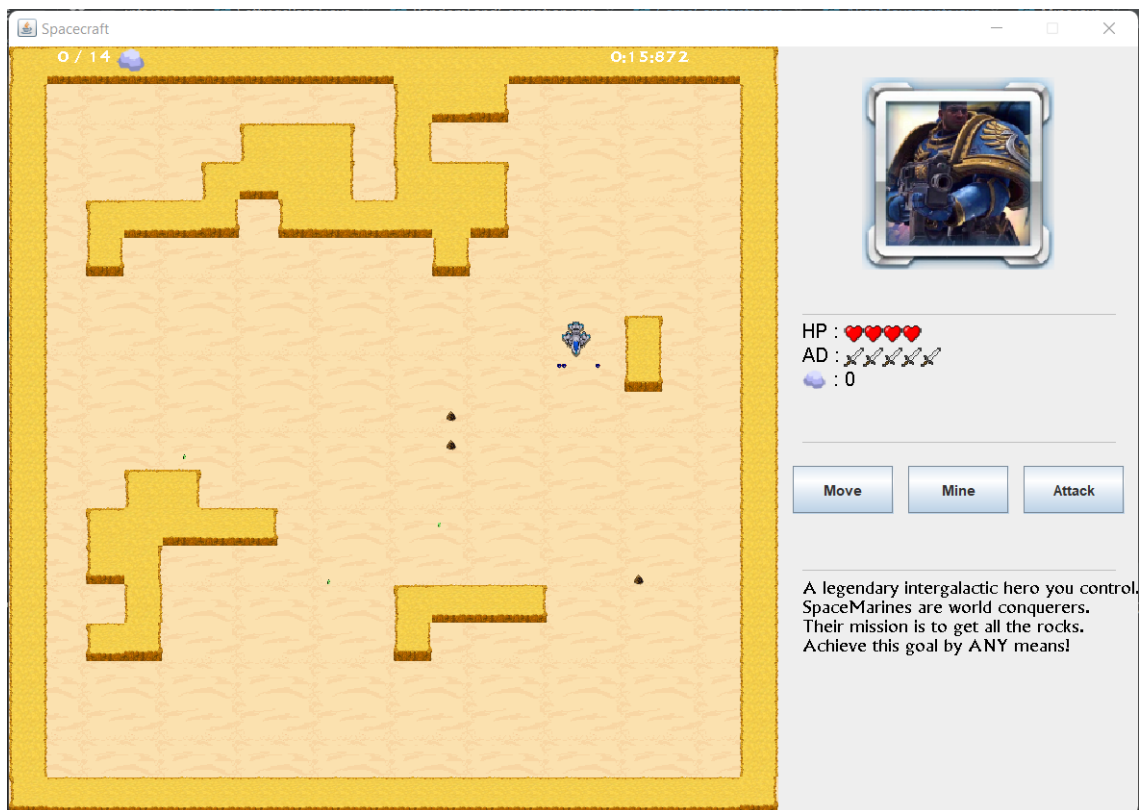 Spacecraft
0 / 14
0:15:872
HP :
AD :
: 0
Move
Mine
Attack
A legendary intergalactic hero you control.
SpaceMarines are world conquerers.
Their mission is to get all the rocks.
Achieve this goal by ANY means!